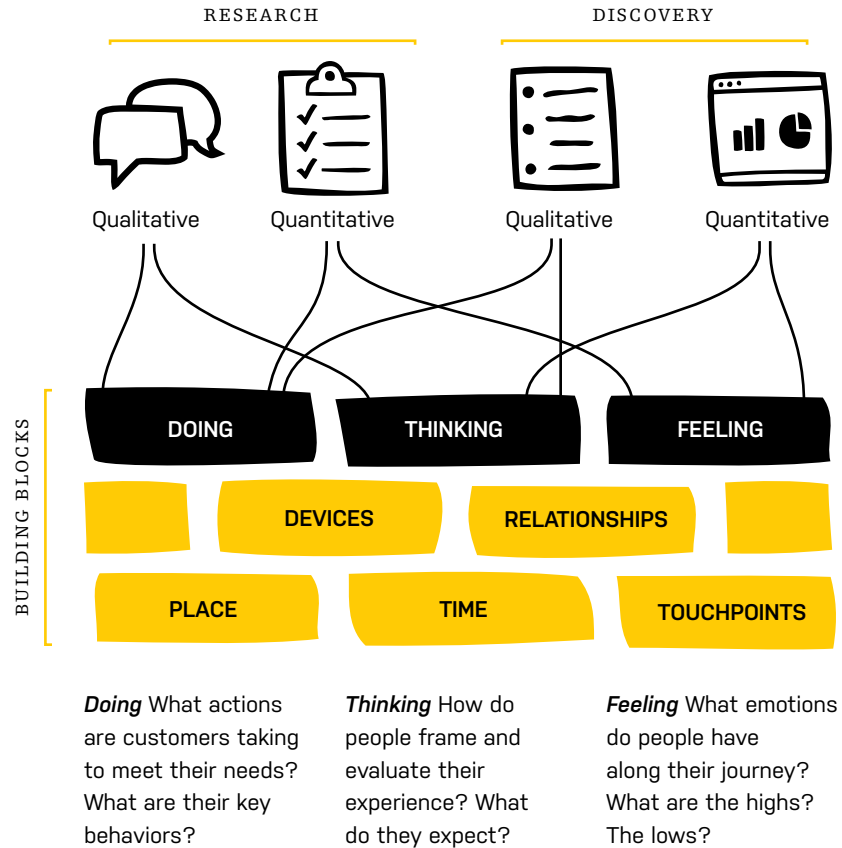 RESEARCH
DISCOVERY
Qualitative
Quantitative
Qualitative
Quantitative
BUILDING BLOCKS
DOING
THINKING
FEELING
DEVICES
RELATIONSHIPS
PLACE
TIME
TOUCHPOINTS
Doing What actions
are customers taking
to meet their needs?
What are their key
behaviors?
Thinking How do
people frame and
evaluate their
experience? What
do they expect?
Feeling What emotions
do people have
along their journey?
What are the highs?
The lows?